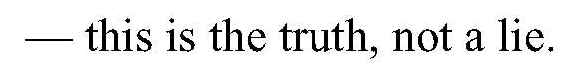 — this is the truth, not a lie.